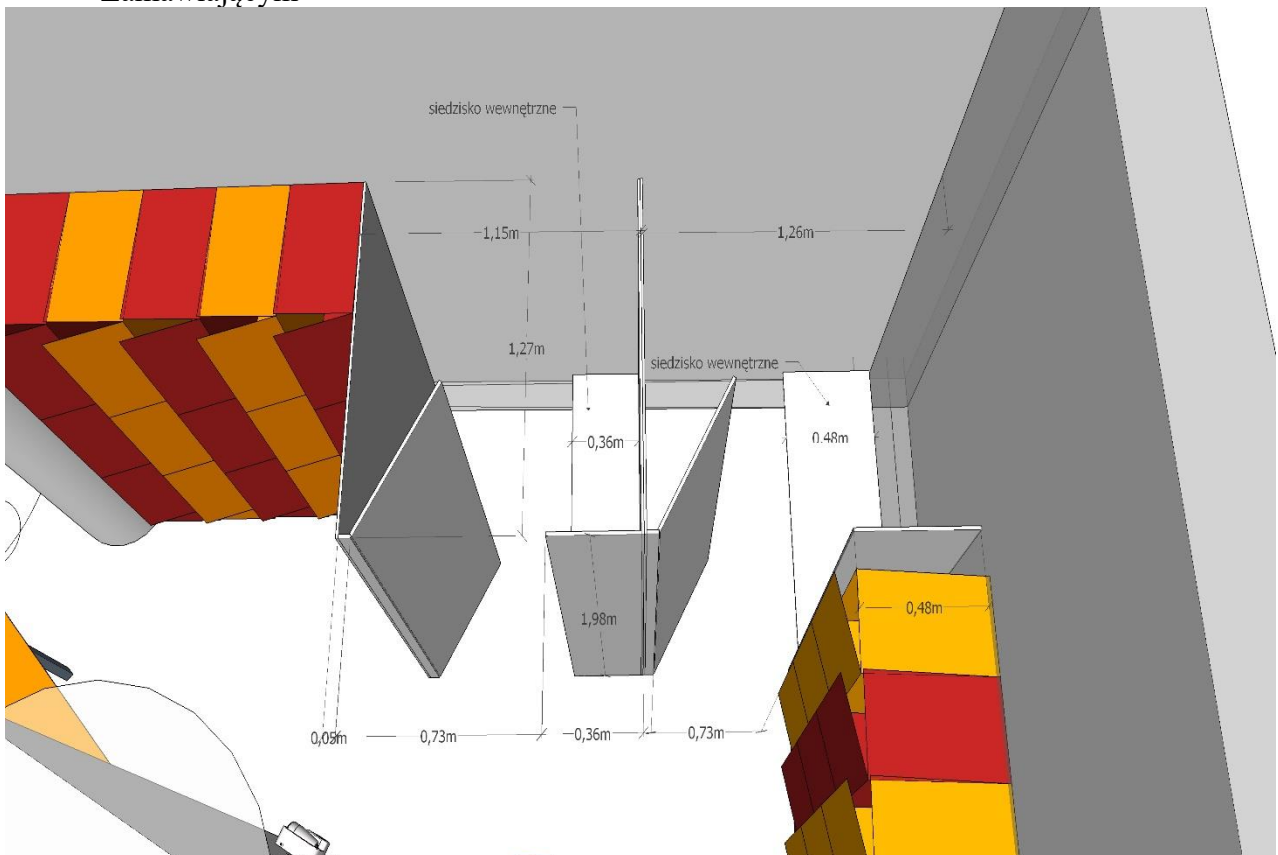 siedzisko wewnętrzne
1,15m
1,26m
1,27m
siedzisko wewnętrzne
0,36m
0,48m
1,98m
0,48m
0,05m
0,73m
0,36m
0,73m